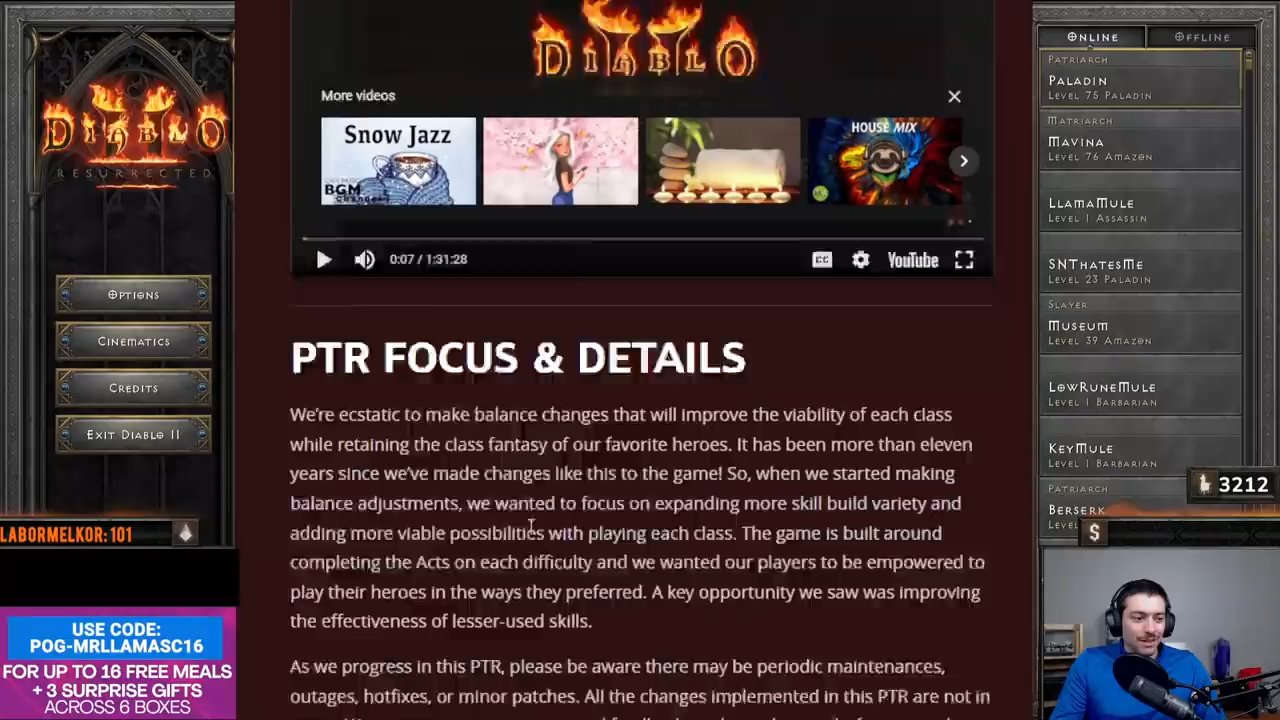 DIABLO
RESURRECTED
OPTIONS
CINEMATICS
CREDITS
EXIT DIABLO II
LABORMELKOR: 101
USE CODE:
POG-MRLLAMASC16
FOR UP TO 16 FREE MEALS
+ 3 SURPRISE GIFTS
ACROSS 6 BOXES
DIABLO
More videos
Snow Jazz
BGM
channel
HOUSE MIX
0:07 / 1:31:28
CC
YouTube
PTR FOCUS & DETAILS
We're ecstatic to make balance changes that will improve the viability of each class
while retaining the class fantasy of our favorite heroes. It has been more than eleven
years since we've made changes like this to the game! So, when we started making
balance adjustments, we wanted to focus on expanding more skill build variety and
adding more viable possibilities with playing each class. The game is built around
completing the Acts on each difficulty and we wanted our players to be empowered to
play their heroes in the ways they preferred. A key opportunity we saw was improving
the effectiveness of lesser-used skills.
As we progress in this PTR, please be aware there may be periodic maintenances,
outages, hotfixes, or minor patches. All the changes implemented in this PTR are not in
ONLINE
OFFLINE
PATRIARCH
PALADIN
LEVEL 75 PALADIN
MATRIARCH
MAVINA
LEVEL 76 AMAZON
LLAMAMULE
LEVEL 1 ASSASSIN
SNTHATESME
LEVEL 23 PALADIN
SLAYER
MUSEUM
LEVEL 39 AMAZON
LOWRUNEMULE
LEVEL 1 BARBARIAN
KEYMULE
LEVEL 1 BARBARIAN
PATRIARCH
BERSERK
LEVEL
3212
$